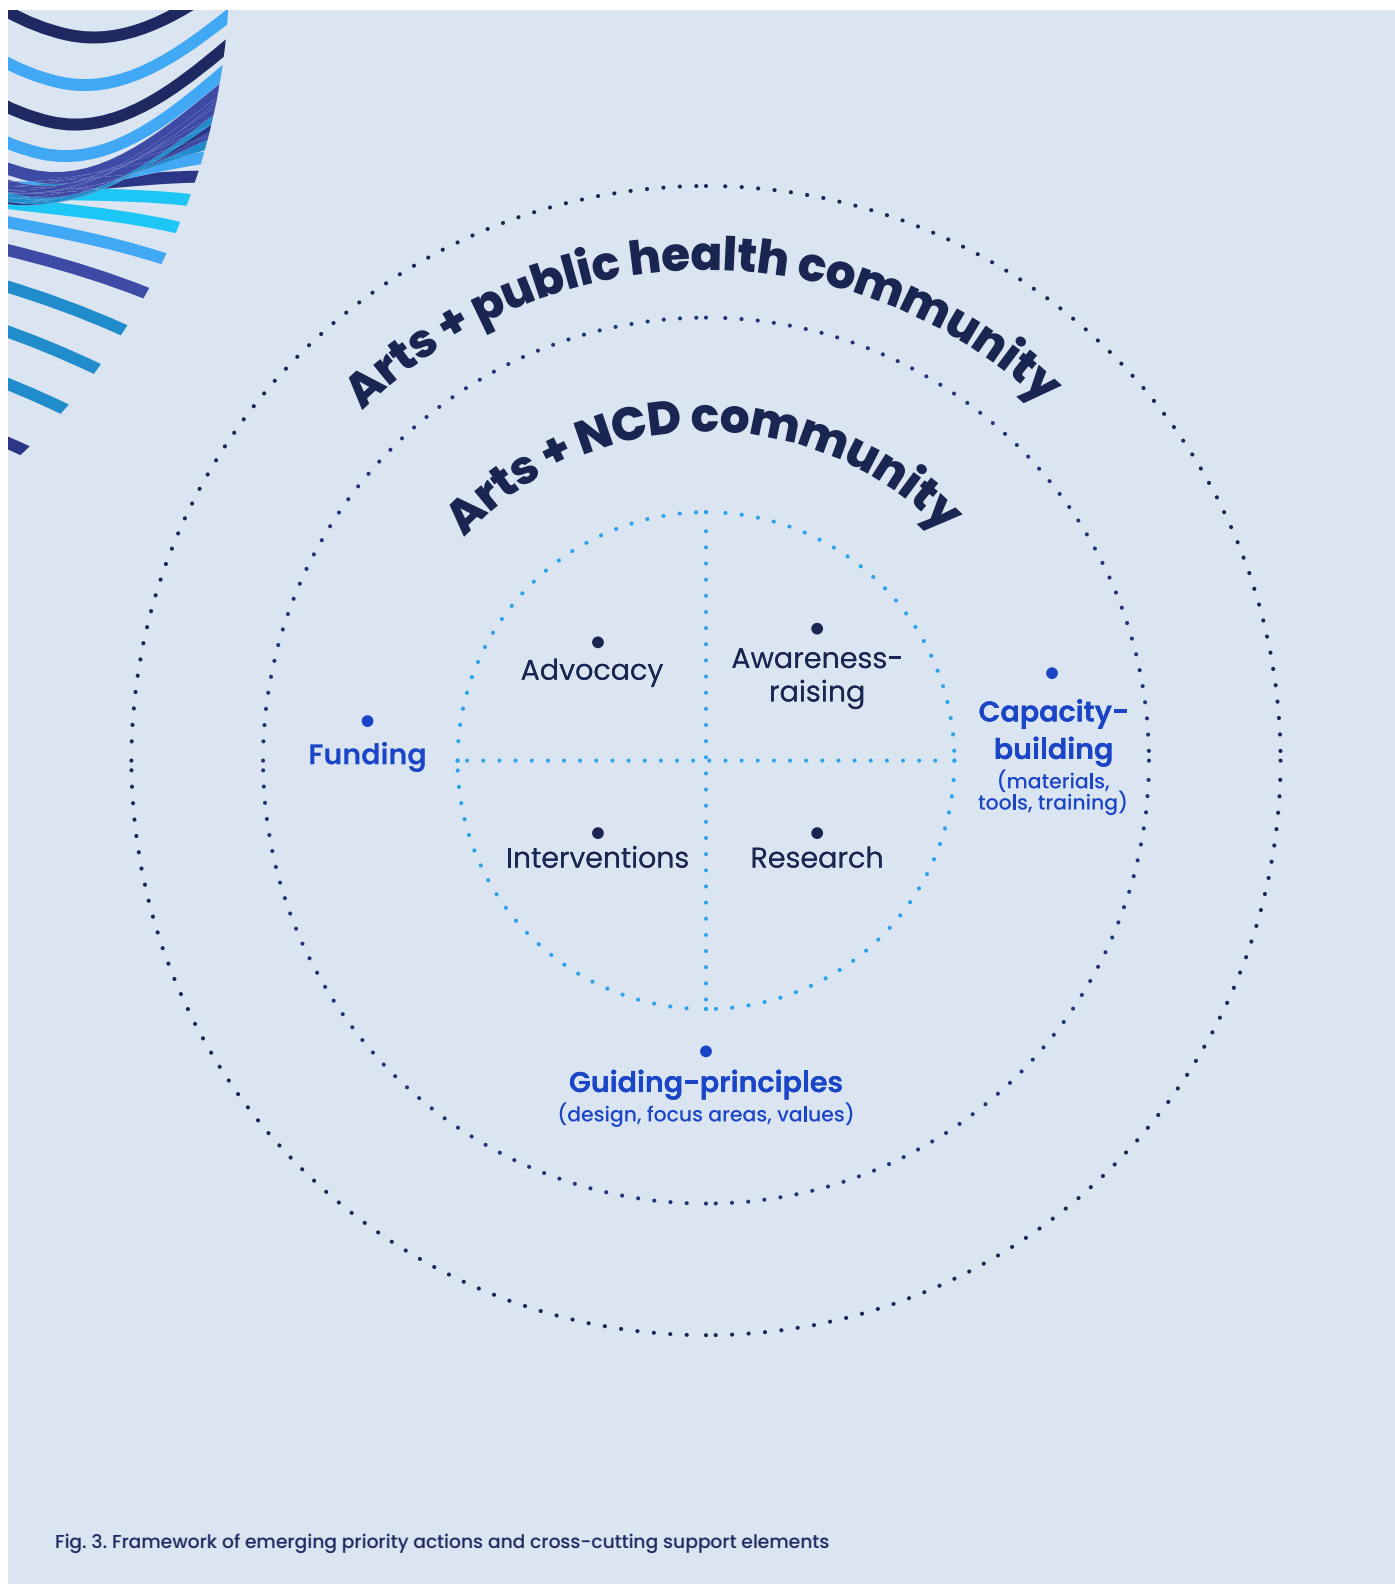 Arts + public health community
Arts + NCD community
Advocacy
Awareness-
raising
Funding
Capacity-
building
(materials,
tools, training)
Interventions
Research
Guiding-principles
(design, focus areas, values)
Fig. 3. Framework of emerging priority actions and cross-cutting support elements